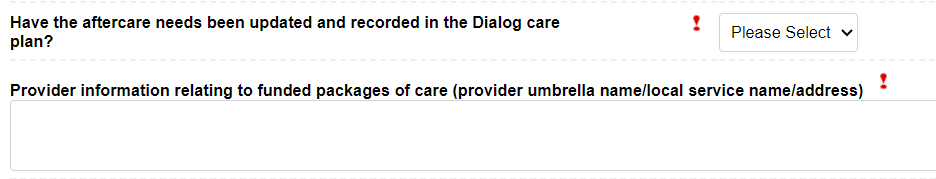 Have the aftercare needs been updated and recorded in the Dialog care
plan?
Please Select
Provider information relating to funded packages of care (provider umbrella name/local service name/address)